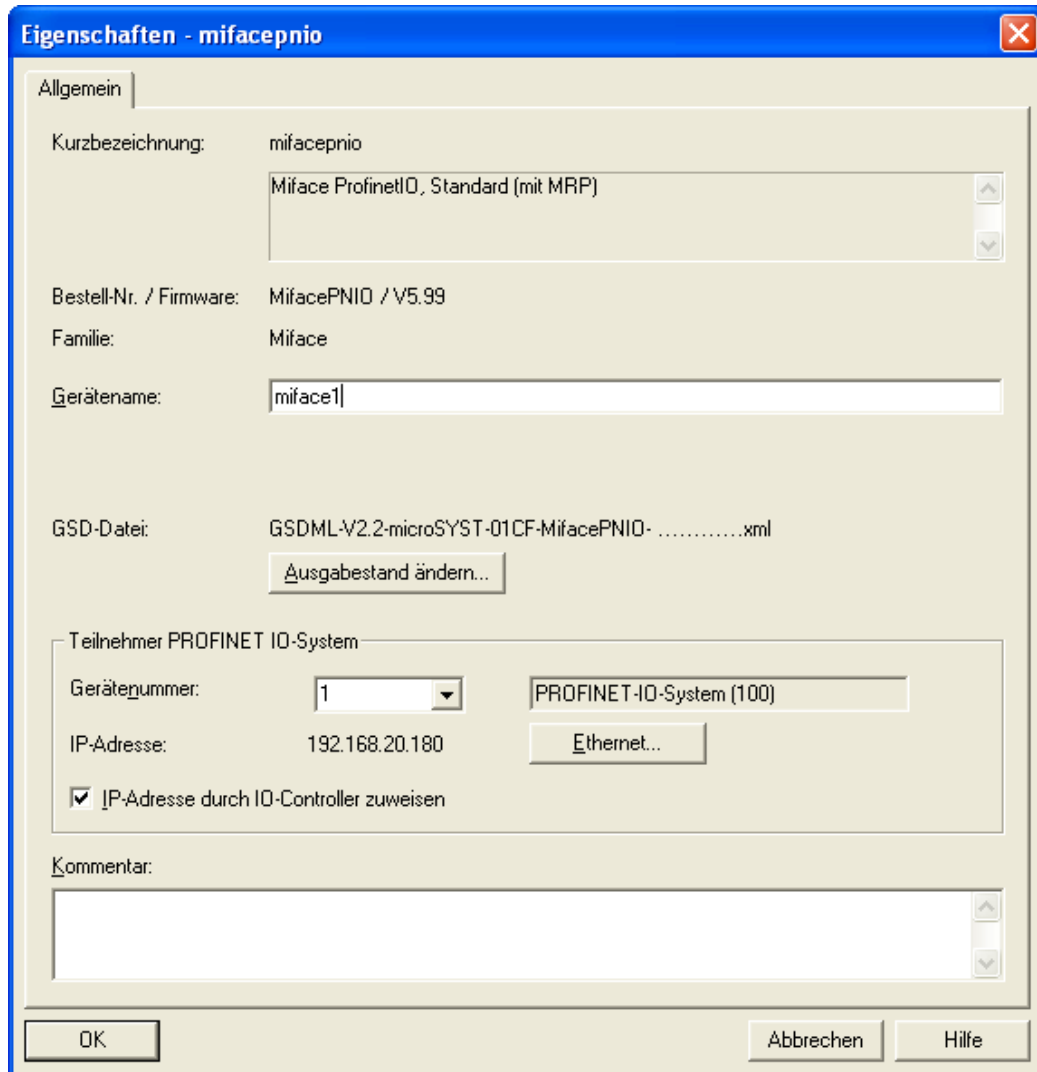 Eigenschaften - mifacepnio
Allgemein
Kurzbezeichnung: mifacepnio
Miface ProfinetIO, Standard (mit MRP)
Bestell-Nr. / Firmware: MifacePNIO / V5.99
Familie: Miface
Gerätename: miface1
GSD-Datei: GSDML-V2.2-microSYST-01CF-MifacePNIO- .............xml
Ausgabestand ändern...
Teilnehmer PROFINET IO-System
Gerätenummer: 1 PROFINET-IO-System (100)
IP-Adresse: 192.168.20.180 Ethernet...
IP-Adresse durch IO-Controller zuweisen
Kommentar:
OK Abbrechen Hilfe